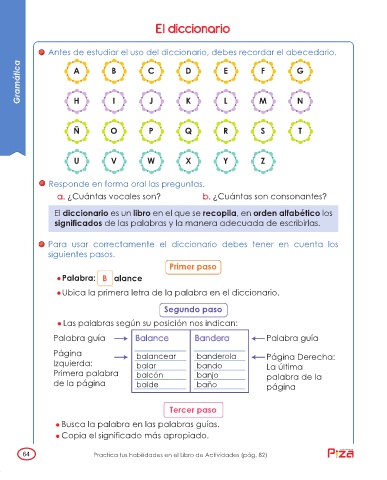 El diccionario
Gramática
Antes de estudiar el uso del diccionario, debes recordar el abecedario.
A B C D E F G
H I J K L M N
Ñ O P Q R S T
U V W X Y Z
Responde en forma oral las preguntas.
a. ¿Cuántas vocales son? b. ¿Cuántas son consonantes?
El diccionario es un libro en el que se recopila, en orden alfabético los
significados de las palabras y la manera adecuada de escribirlas.
Para usar correctamente el diccionario debes tener en cuenta los
siguientes pasos.
Primer paso
Palabra: B alance
Ubica la primera letra de la palabra en el diccionario.
Segundo paso
Las palabras según su posición nos indican:
Palabra guía Balance Bandera Palabra guía
Página
Izquierda:
Primera palabra
de la página
balancear banderola
balar bando
balcón banjo
balde baño
Página Derecha:
La última
palabra de la
página
Tercer paso
Busca la palabra en las palabras guías.
Copia el significado más apropiado.
64
Practica tus habilidades en el Libro de Actividades (pág. 82)